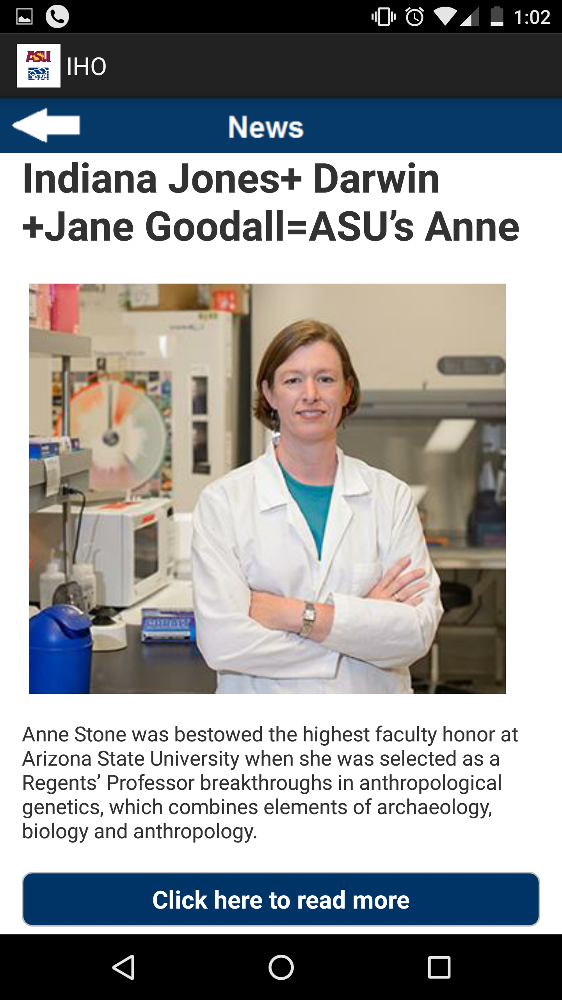 1:02
ASU
IHO
News
Indiana Jones+ Darwin
+Jane Goodall=ASU’s Anne
Anne Stone was bestowed the highest faculty honor at
Arizona State University when she was selected as a
Regents’ Professor breakthroughs in anthropological
genetics, which combines elements of archaeology,
biology and anthropology.
Click here to read more